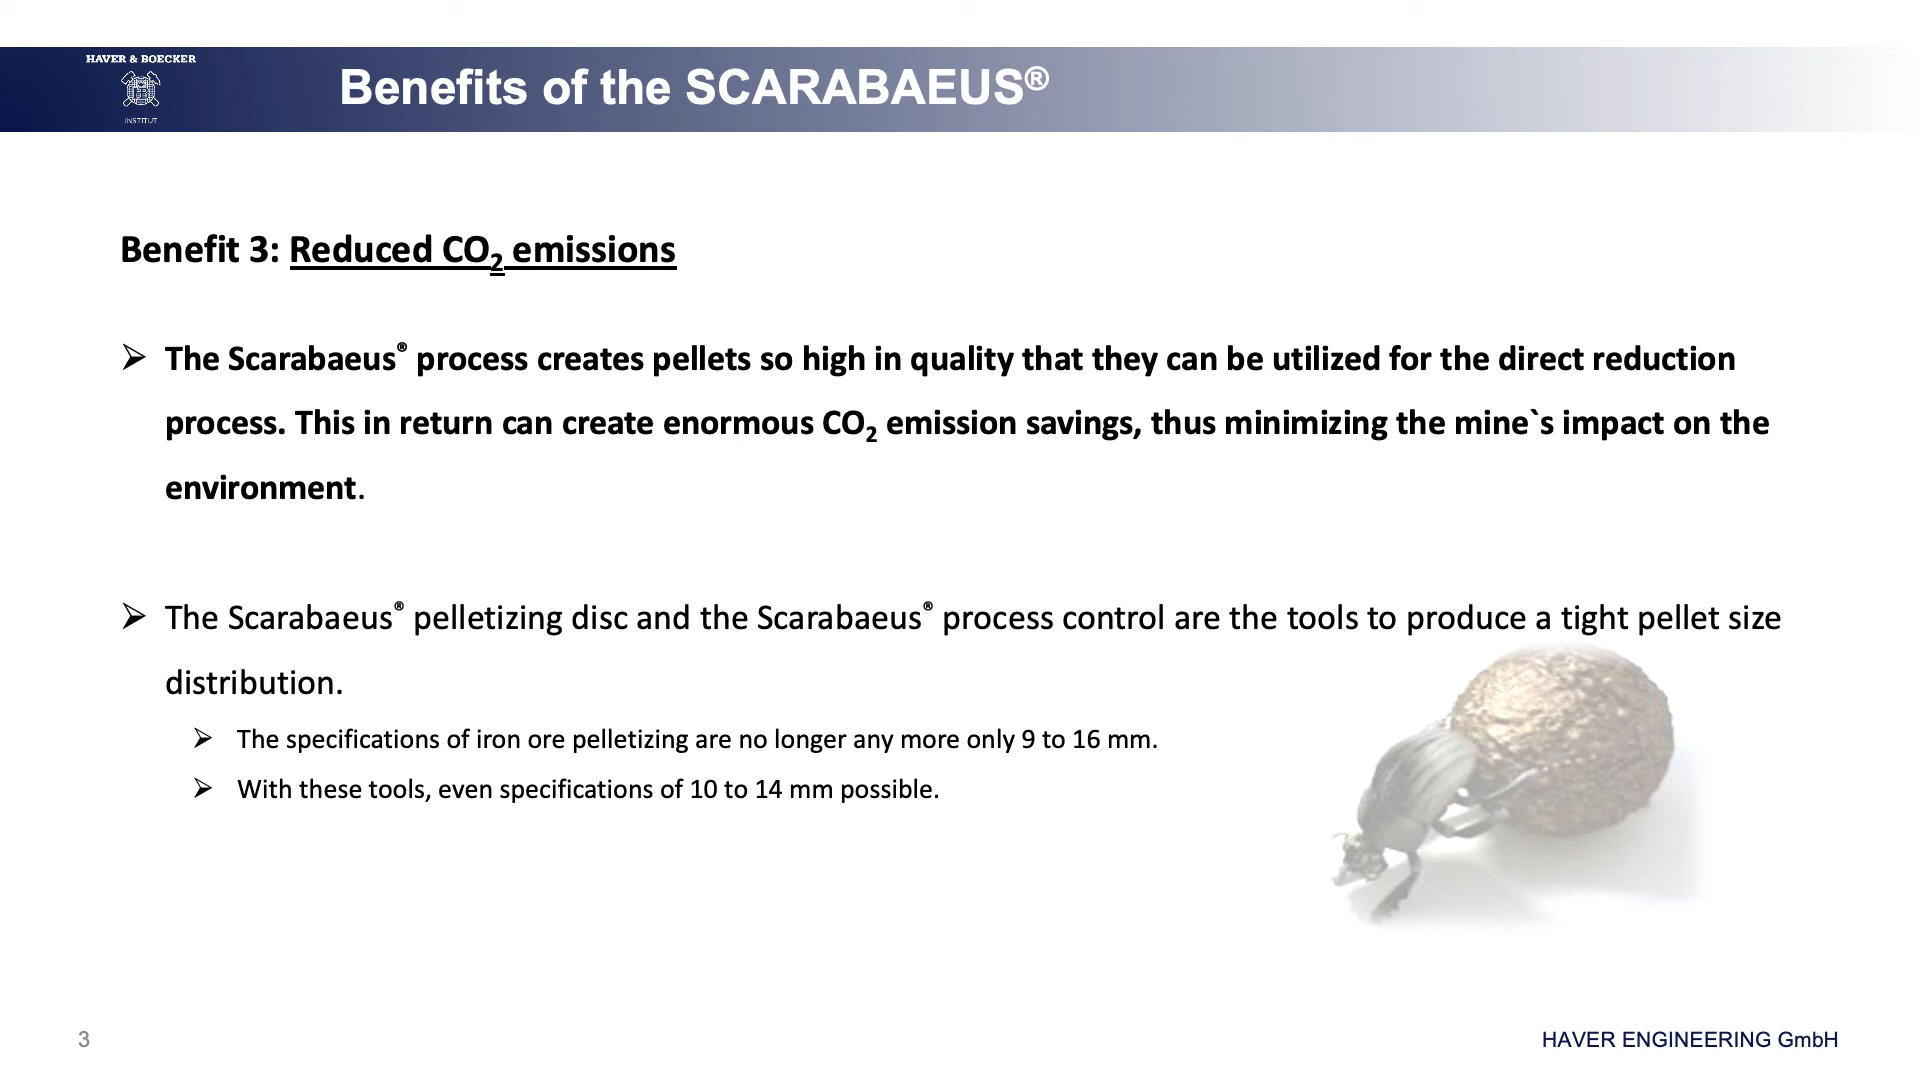 HAVER & BOECKER
INSTITUT
Benefits of the SCARABAEUS®
Benefit 3: Reduced CO₂ emissions
➢ The Scarabaeus® process creates pellets so high in quality that they can be utilized for the direct reduction
process. This in return can create enormous CO₂ emission savings, thus minimizing the mine`s impact on the
environment.
➢ The Scarabaeus® pelletizing disc and the Scarabaeus® process control are the tools to produce a tight pellet size
distribution.
➢ The specifications of iron ore pelletizing are no longer any more only 9 to 16 mm.
➢ With these tools, even specifications of 10 to 14 mm possible.
3
HAVER ENGINEERING GmbH